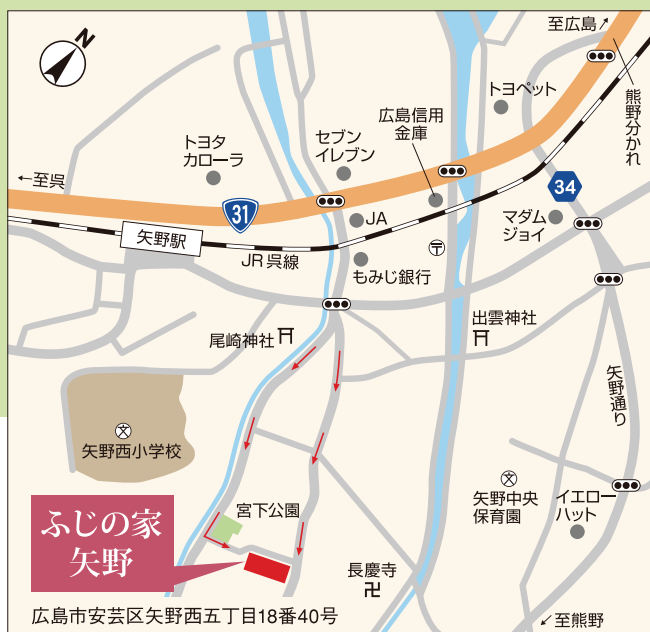 N
至広島
トヨペット
熊野分かれ
広島信用
金庫
セブン
イレブン
トヨタ
カローラ
←至呉
31
34
JA
マダム
ジョイ
矢野駅
JR呉線
もみじ銀行
〒
尾崎神社
出雲神社
矢野通り
文
矢野西小学校
文
矢野中央
保育園
イエロー
ハット
宮下公園
ふじの家
矢野
長慶寺
卍
広島市安芸区矢野西五丁目18番40号
至熊野